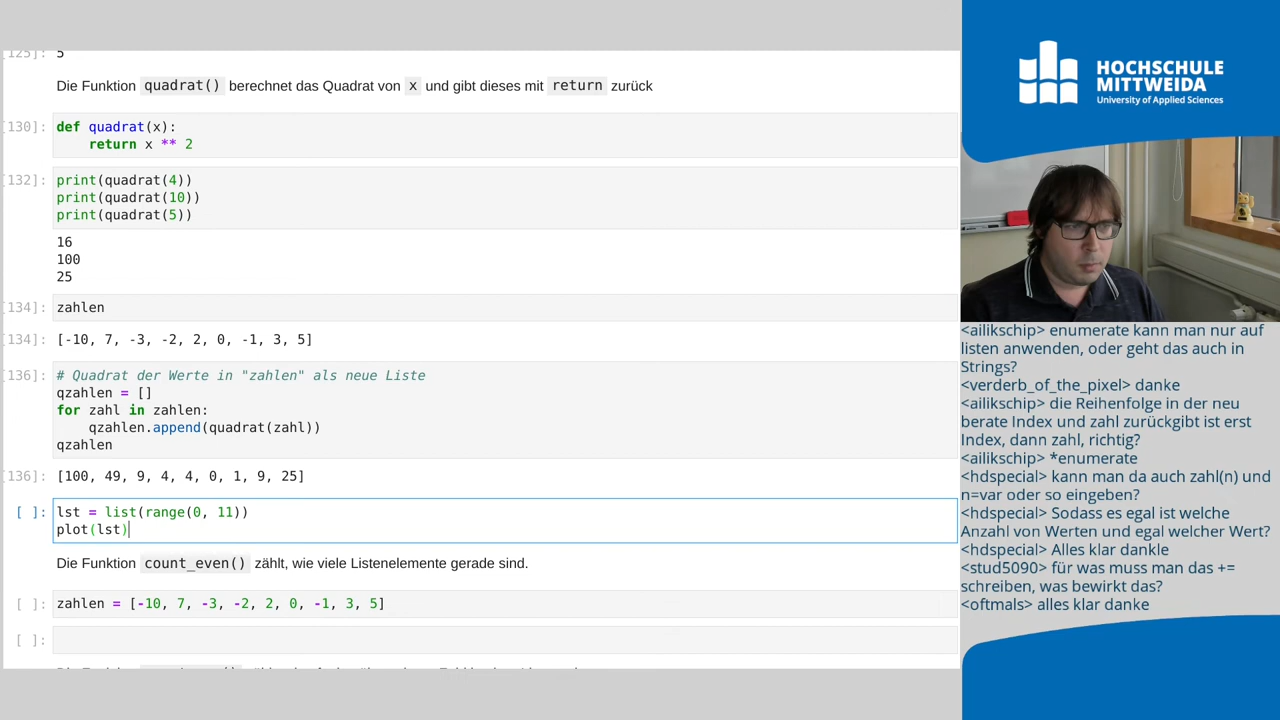 [125]: 5
Die Funktion quadrat() berechnet das Quadrat von x und gibt dieses mit return zurück
[130]: def quadrat(x):
return x ** 2
[132]: print(quadrat(4))
print(quadrat(10))
print(quadrat(5))
16
100
25
[134]: zahlen
[134]: [-10, 7, -3, -2, 2, 0, -1, 3, 5]
[136]: # Quadrat der Werte in "zahlen" als neue Liste
qzahlen = []
for zahl in zahlen:
qzahlen.append(quadrat(zahl))
qzahlen
[136]: [100, 49, 9, 4, 4, 0, 1, 9, 25]
[ ]: lst = list(range(0, 11))
plot(lst)
Die Funktion count_even() zählt, wie viele Listenelemente gerade sind.
[ ]: zahlen = [-10, 7, -3, -2, 2, 0, -1, 3, 5]
[ ]:
HOCHSCHULE
MITTWEIDA
University of Applied Sciences
<ailikschip> enumerate kann man nur auf
listen anwenden, oder geht das auch in
Strings?
<verderb_of_the_pixel> danke
<ailikschip> die Reihenfolge in der neu
berate Index und zahl zurückgibt ist erst
Index, dann zahl, richtig?
<ailikschip> *enumerate
<hdspecial> kann man da auch zahl(n) und
n=var oder so eingeben?
<hdspecial> Sodass es egal ist welche
Anzahl von Werten und egal welcher Wert?
<hdspecial> Alles klar dankle
<stud5090> für was muss man das +=
schreiben, was bewirkt das?
<oftmals> alles klar danke